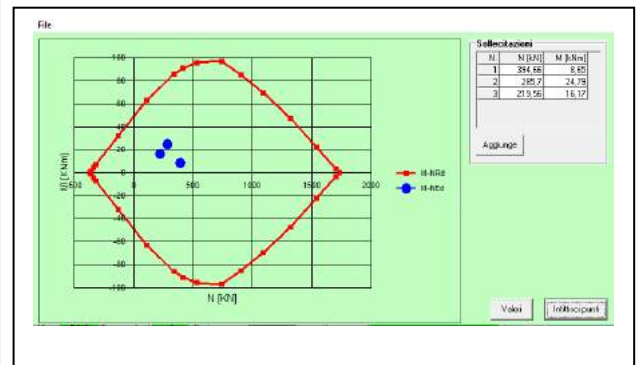 File
Sollecitazioni
N. N [kN] M [kNm]
1 394,66 8,65
2 285,7 24,79
3 219,56 16,17
Aggiunge
100
80
60
40
20
0
-20
-40
-60
-80
-100
-500 0 500 1000 1500 2000
M [KNm]
N [KN]
M-NRd
M-NEd
Valori
Infittisci punti